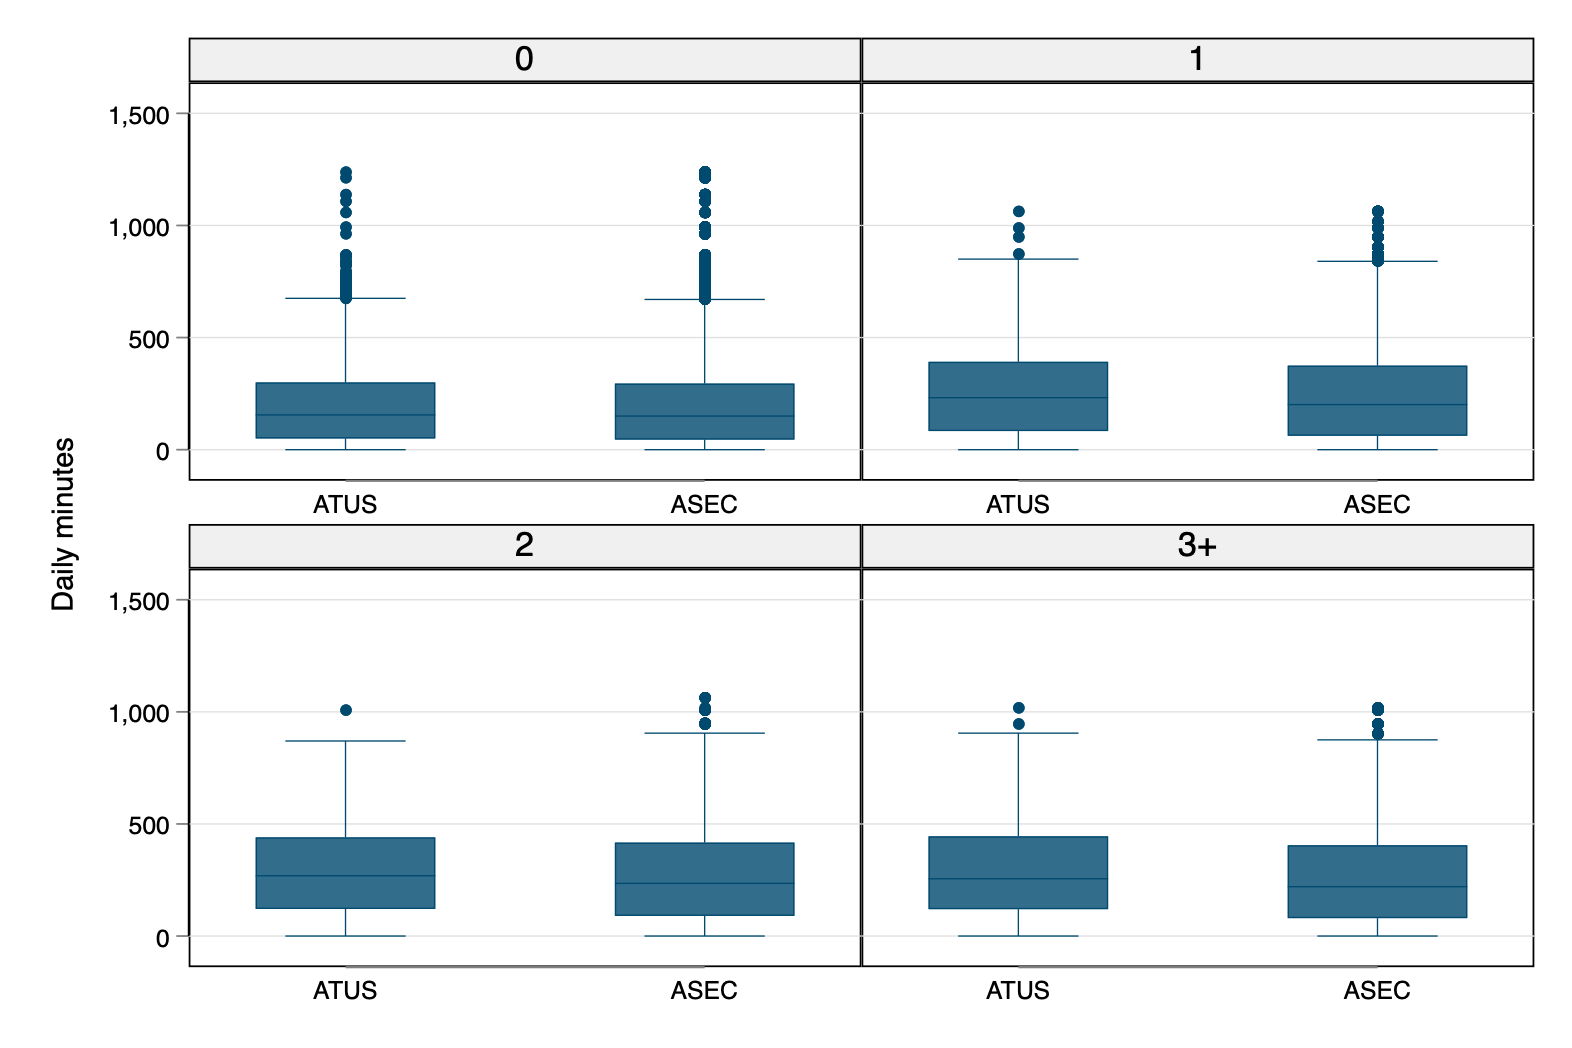 Daily minutes
0
1
1,500
1,000
500
0
ATUS
ASEC
ATUS
ASEC
2
3+
1,500
1,000
500
0
ATUS
ASEC
ATUS
ASEC